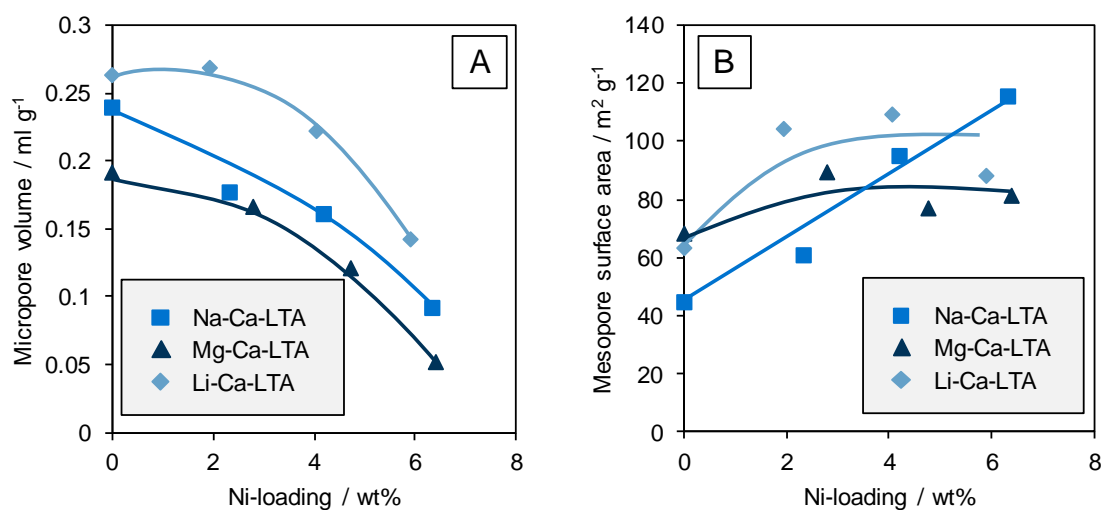 A
Micropore volume / ml g⁻¹
0.3
0.25
0.2
0.15
0.1
0.05
0
Na-Ca-LTA
Mg-Ca-LTA
Li-Ca-LTA
0 2 4 6 8
Ni-loading / wt%
B
Mesopore surface area / m² g⁻¹
140
120
100
80
60
40
20
0
Na-Ca-LTA
Mg-Ca-LTA
Li-Ca-LTA
0 2 4 6 8
Ni-loading / wt%